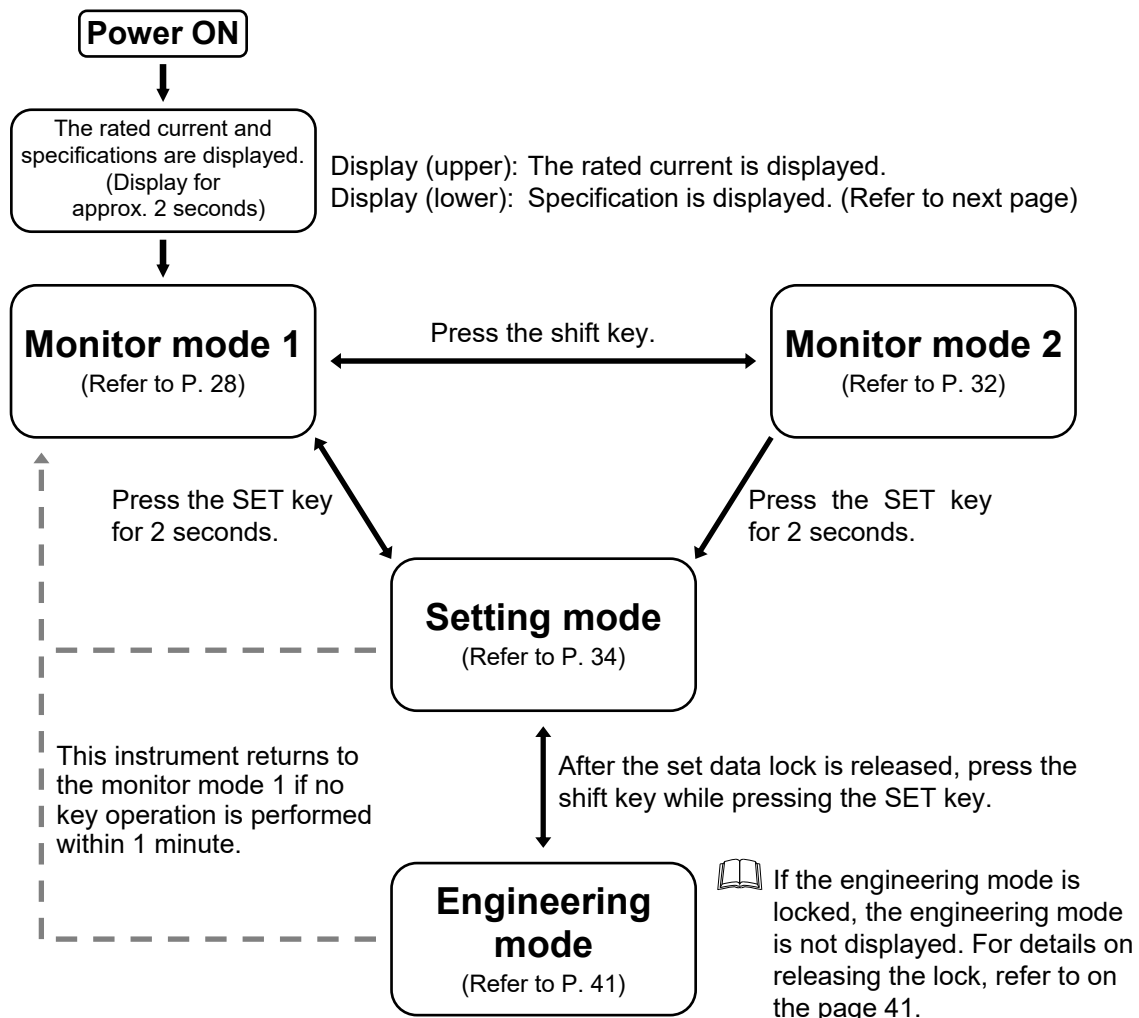 Power ON
The rated current and
specifications are displayed.
(Display for
approx. 2 seconds)
Display (upper): The rated current is displayed.
Display (lower): Specification is displayed. (Refer to next page)
Monitor mode 1
(Refer to P. 28)
Press the shift key.
Monitor mode 2
(Refer to P. 32)
Press the SET key
for 2 seconds.
Press the SET key
for 2 seconds.
Setting mode
(Refer to P. 34)
This instrument returns to
the monitor mode 1 if no
key operation is performed
within 1 minute.
After the set data lock is released, press the
shift key while pressing the SET key.
Engineering
mode
(Refer to P. 41)
If the engineering mode is
locked, the engineering mode
is not displayed. For details on
releasing the lock, refer to on
the page 41.